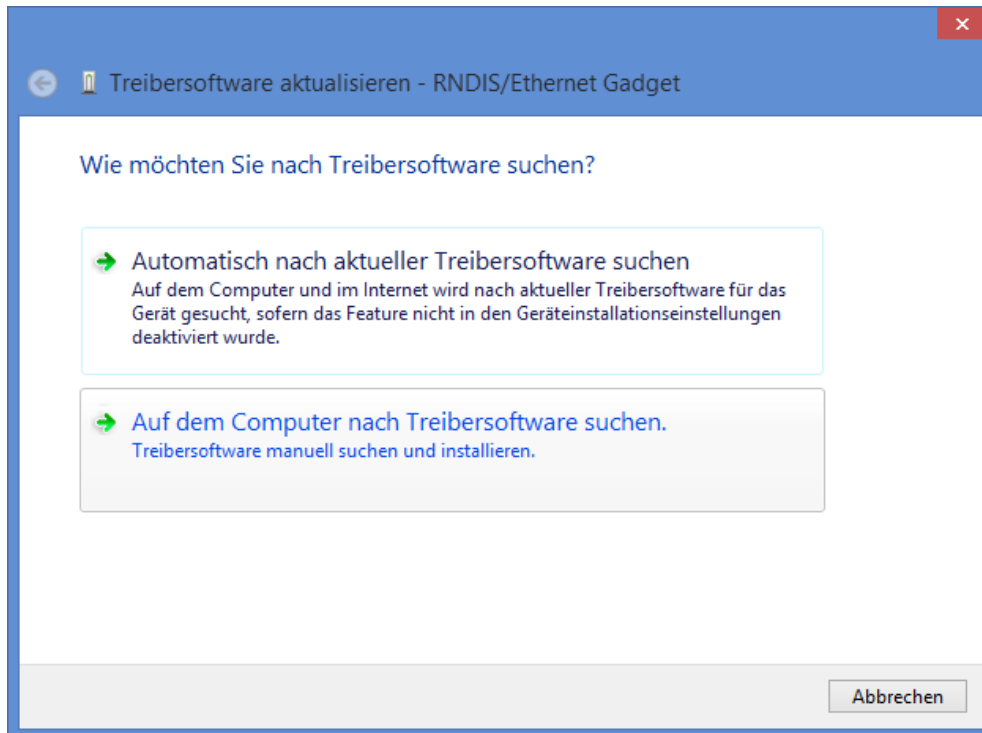 Treibersoftware aktualisieren - RNDIS/Ethernet Gadget
Wie möchten Sie nach Treibersoftware suchen?
Automatisch nach aktueller Treibersoftware suchen
Auf dem Computer und im Internet wird nach aktueller Treibersoftware für das
Gerät gesucht, sofern das Feature nicht in den Geräteinstallationseinstellungen
deaktiviert wurde.
Auf dem Computer nach Treibersoftware suchen.
Treibersoftware manuell suchen und installieren.
Abbrechen